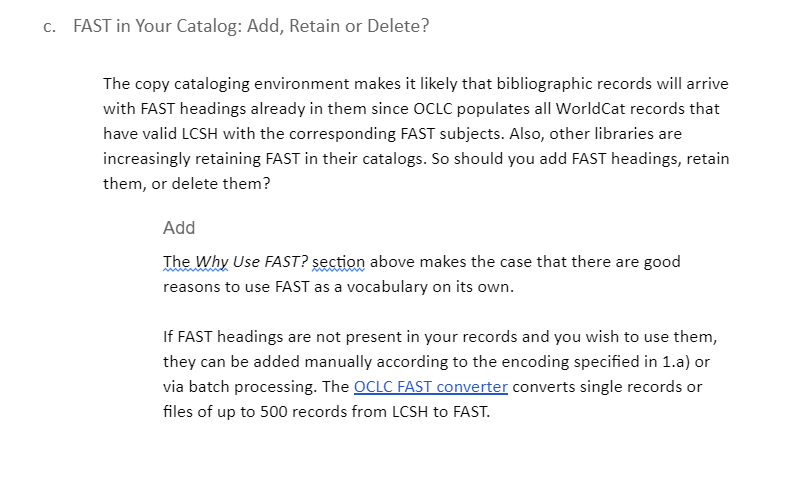 c. FAST in Your Catalog: Add, Retain or Delete?
The copy cataloging environment makes it likely that bibliographic records will arrive
with FAST headings already in them since OCLC populates all WorldCat records that
have valid LCSH with the corresponding FAST subjects. Also, other libraries are
increasingly retaining FAST in their catalogs. So should you add FAST headings, retain
them, or delete them?
Add
The Why Use FAST? section above makes the case that there are good
reasons to use FAST as a vocabulary on its own.
If FAST headings are not present in your records and you wish to use them,
they can be added manually according to the encoding specified in 1.a) or
via batch processing. The OCLC FAST converter converts single records or
files of up to 500 records from LCSH to FAST.